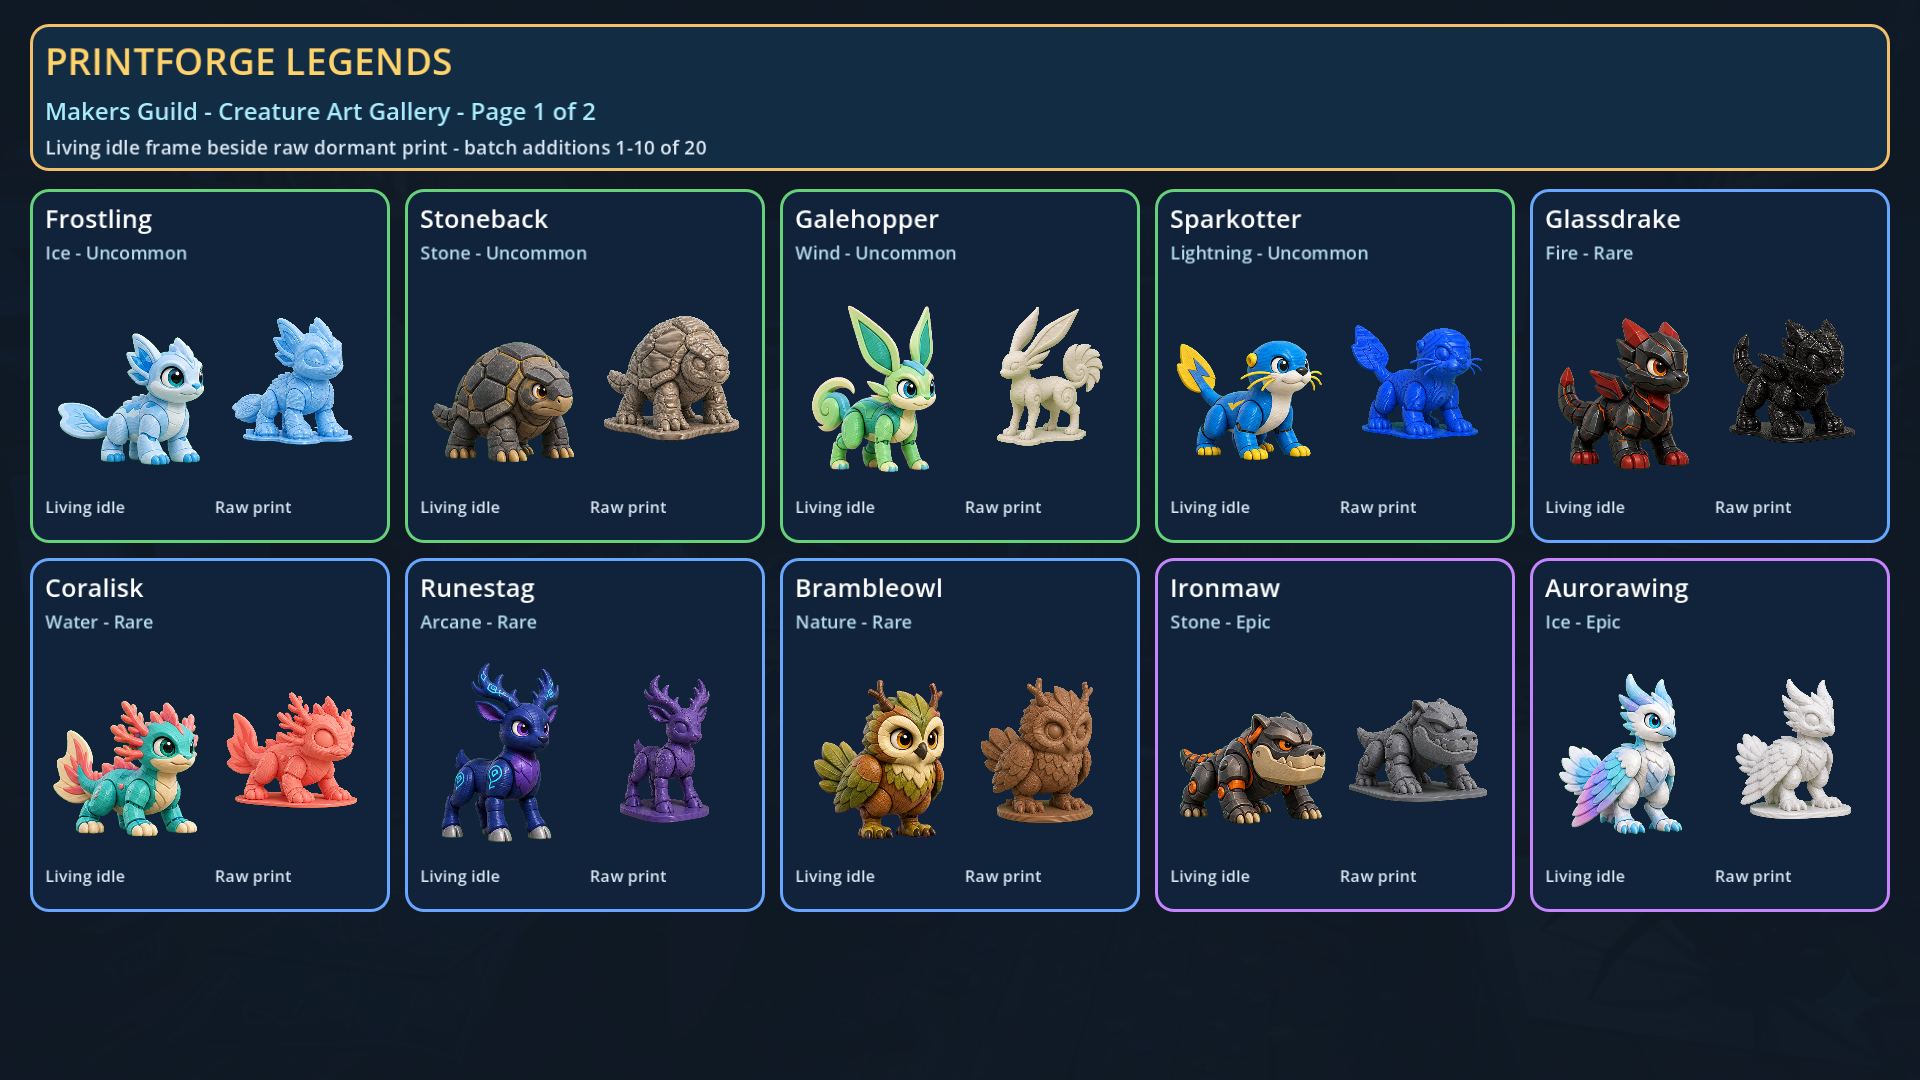 PRINTFORGE LEGENDS
Makers Guild - Creature Art Gallery - Page 1 of 2
Living idle frame beside raw dormant print - batch additions 1-10 of 20
Frostling
Ice - Uncommon
Living idle
Raw print
Stoneback
Stone - Uncommon
Living idle
Raw print
Galehopper
Wind - Uncommon
Living idle
Raw print
Sparkotter
Lightning - Uncommon
Living idle
Raw print
Glassdrake
Fire - Rare
Living idle
Raw print
Coralisk
Water - Rare
Living idle
Raw print
Runestag
Arcane - Rare
Living idle
Raw print
Brambleowl
Nature - Rare
Living idle
Raw print
Ironmaw
Stone - Epic
Living idle
Raw print
Aurorawing
Ice - Epic
Living idle
Raw print